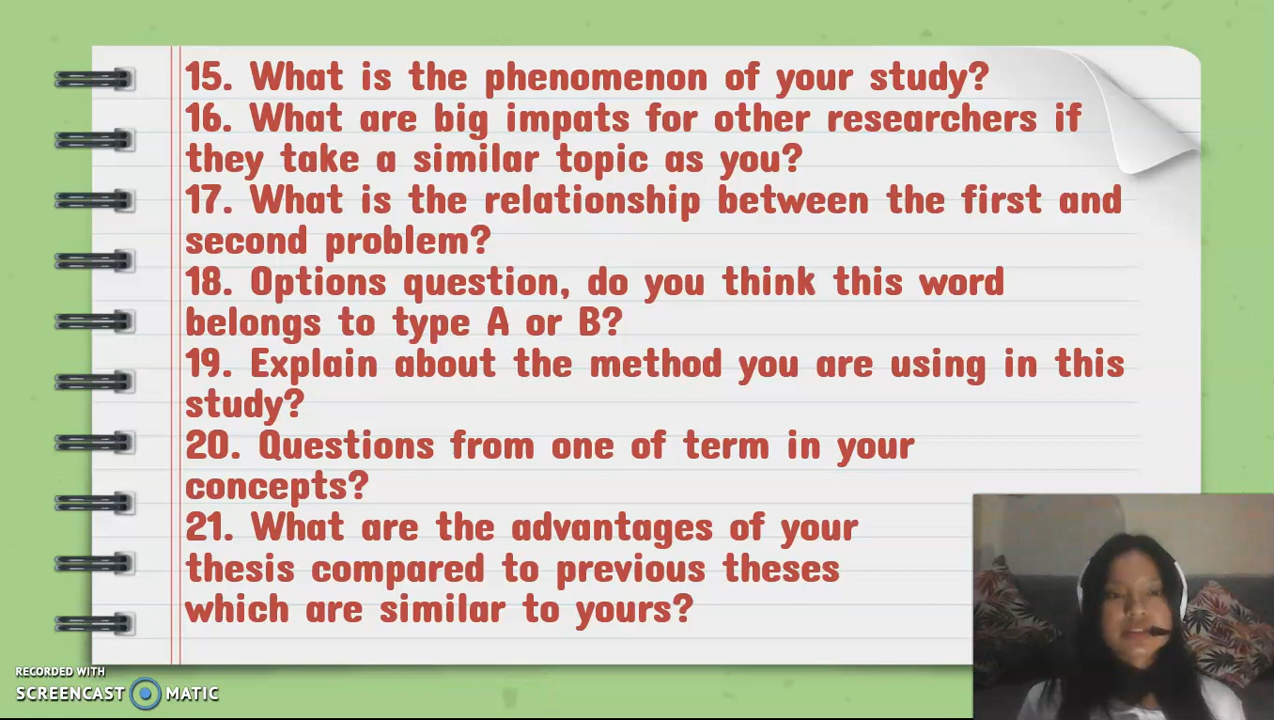 15. What is the phenomenon of your study?
16. What are big impats for other researchers if
they take a similar topic as you?
17. What is the relationship between the first and
second problem?
18. Options question, do you think this word
belongs to type A or B?
19. Explain about the method you are using in this
study?
20. Questions from one of term in your
concepts?
21. What are the advantages of your
thesis compared to previous theses
which are similar to yours?
RECORDED WITH
SCREENCAST MATIC